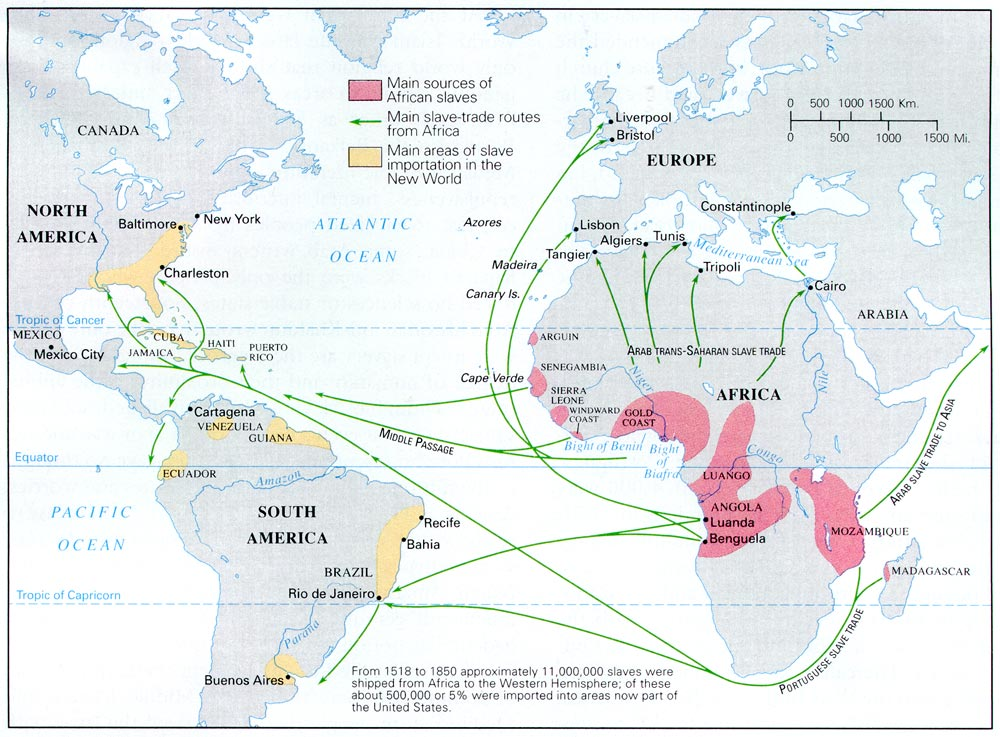 Main sources of
African slaves
Main slave-trade routes
from Africa
Main areas of slave
importation in the
New World
0 500 1000 1500 Km.
0 500 1000 1500 Mi.
CANADA
Liverpool
Bristol
EUROPE
NORTH
AMERICA
Baltimore
New York
Charleston
ATLANTIC
OCEAN
Azores
Constantinople
Lisbon
Algiers
Tunis
Tangier
Mediterranean Sea
Madeira
Tripoli
Canary Is.
Cairo
ARABIA
Tropic of Cancer
MEXICO
Mexico City
CUBA
JAMAICA
HAITI
PUERTO
RICO
ARGUIN
ARAB TRANS-SAHARAN SLAVE TRADE
SENEGAMBIA
Cape Verde
Niger
Nile
AFRICA
SIERRA
LEONE
WINDWARD
COAST
GOLD
COAST
Cartagena
VENEZUELA
GUIANA
MIDDLE PASSAGE
Bight of Benin
Bight
of
Biafra
Congo
Equator
ECUADOR
Amazon
LUANGO
ARAB SLAVE TRADE TO ASIA
PACIFIC
OCEAN
SOUTH
AMERICA
Recife
Bahia
ANGOLA
Luanda
Benguela
MOZAMBIQUE
BRAZIL
MADAGASCAR
Tropic of Capricorn
Rio de Janeiro
Paraná
PORTUGUESE SLAVE TRADE
Buenos Aires
From 1518 to 1850 approximately 11,000,000 slaves were
shipped from Africa to the Western Hemisphere; of these
about 500,000 or 5% were imported into areas now part of
the United States.